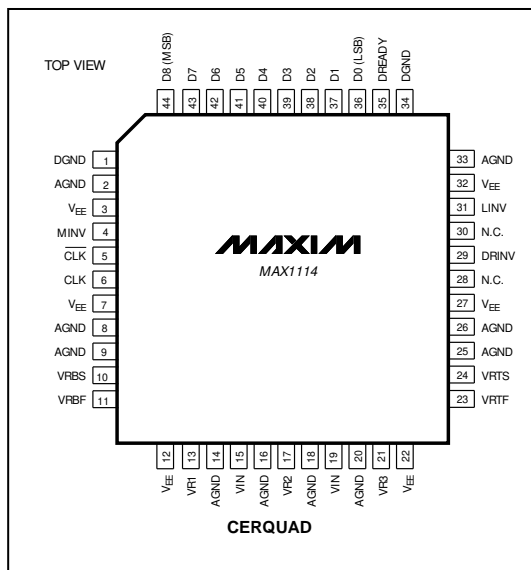 TOP VIEW
D8 (MSB)
D7
D6
D5
D4
D3
D2
D1
D0 (LSB)
DREADY
DGND
44
43
42
41
40
39
38
37
36
35
34
DGND 1
AGND 2
VEE 3
MINV 4
CLK 5
CLK 6
VEE 7
AGND 8
AGND 9
VRBS 10
VRBF 11
MAXIM
MAX1114
33 AGND
32 VEE
31 LINV
30 N.C.
29 DRINV
28 N.C.
27 VEE
26 AGND
25 AGND
24 VRTS
23 VRTF
12
13
14
15
16
17
18
19
20
21
22
VEE
VR1
AGND
VIN
AGND
VR2
AGND
VIN
AGND
VR3
VEE
CERQUAD